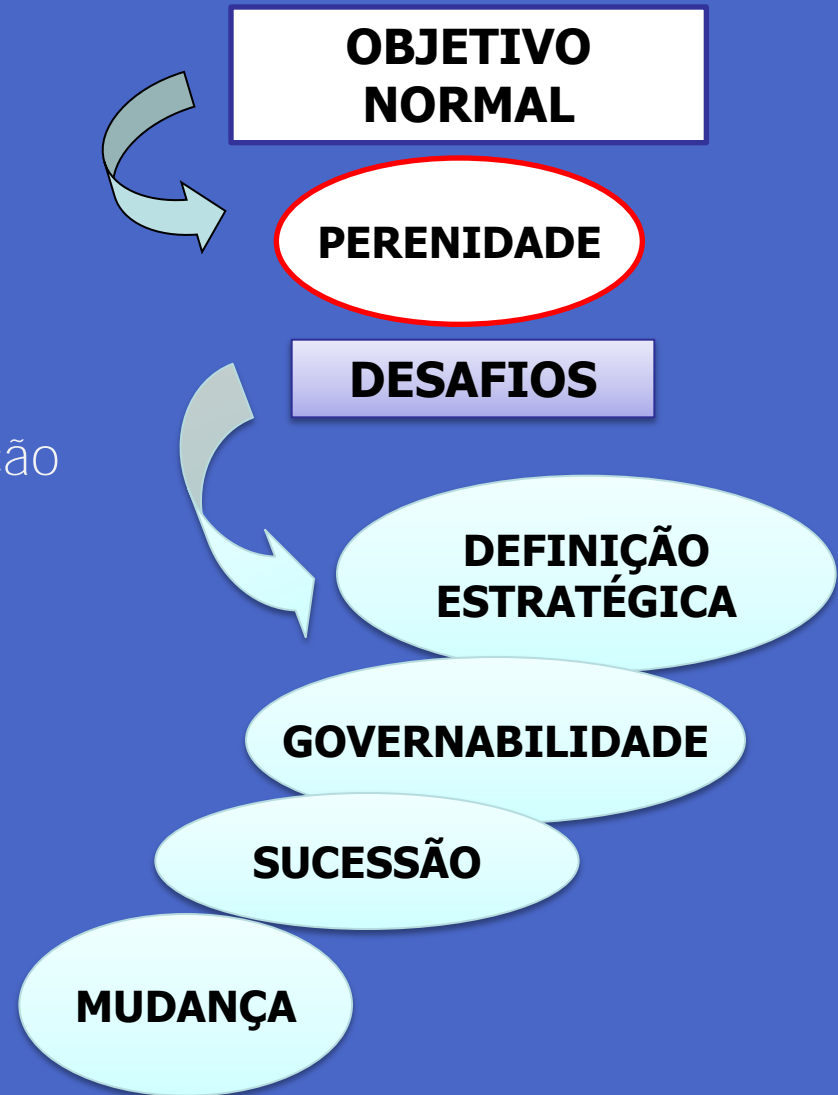 OBJETIVO
NORMAL
PERENIDADE
DESAFIOS
ão
DEFINIÇÃO
ESTRATÉGICA
GOVERNABILIDADE
SUCESSÃO
MUDANÇA